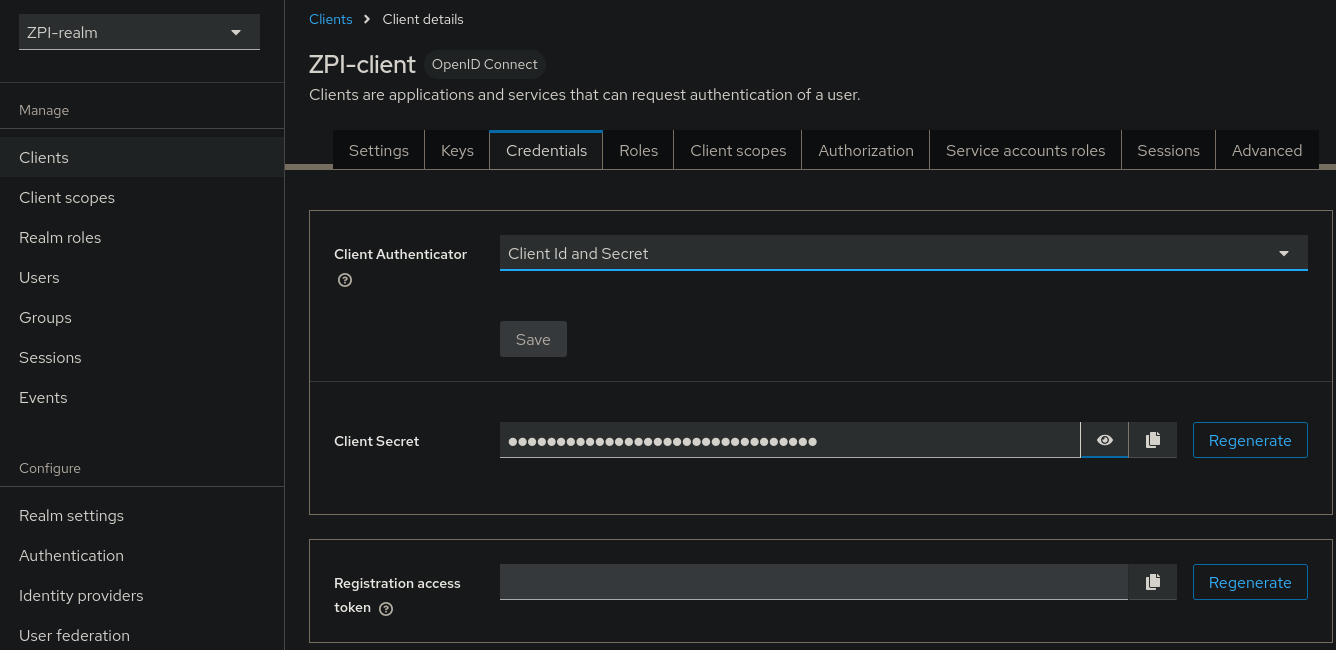 ZPI-realm
Manage
Clients
Client scopes
Realm roles
Users
Groups
Sessions
Events
Configure
Realm settings
Authentication
Identity providers
User federation
Clients > Client details
ZPI-client OpenID Connect
Clients are applications and services that can request authentication of a user.
Settings Keys Credentials Roles Client scopes Authorization Service accounts roles Sessions Advanced
Client Authenticator Client Id and Secret
Save
Client Secret Regenerate
Registration access
token
Regenerate